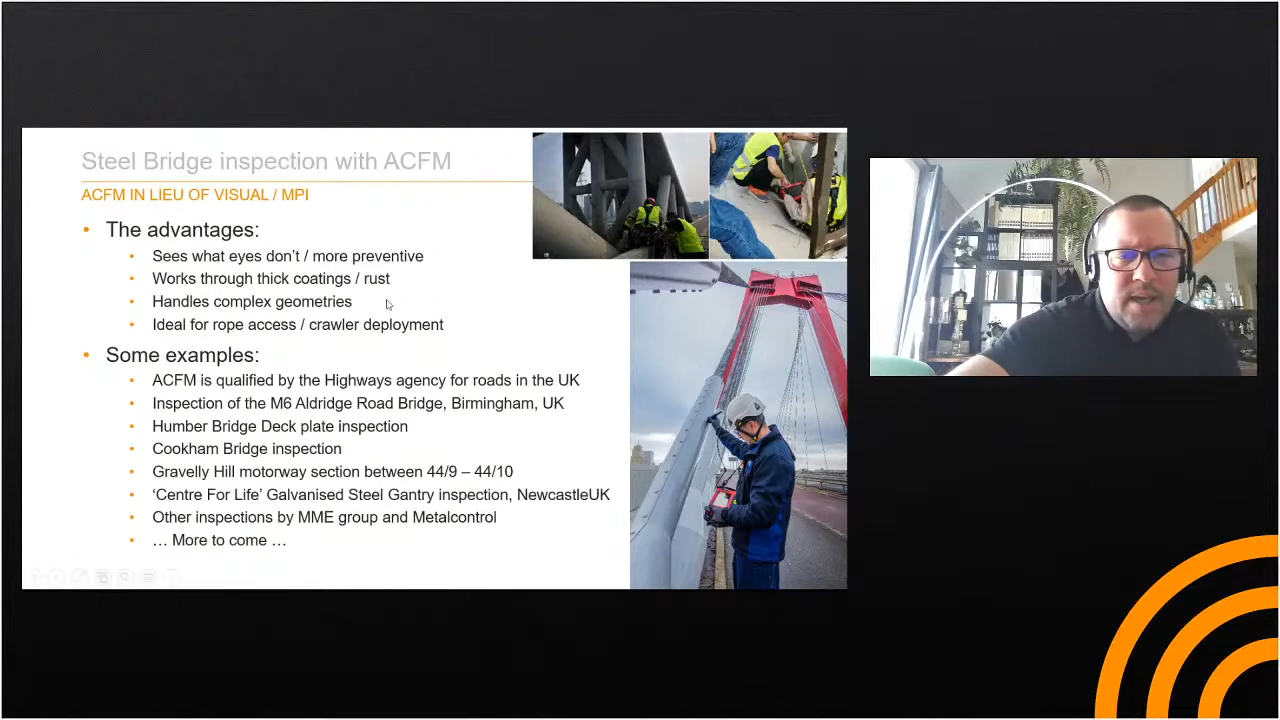 Steel Bridge inspection with ACFM
ACFM IN LIEU OF VISUAL / MPI
• The advantages:
• Sees what eyes don't / more preventive
• Works through thick coatings / rust
• Handles complex geometries
• Ideal for rope access / crawler deployment
• Some examples:
• ACFM is qualified by the Highways agency for roads in the UK
• Inspection of the M6 Aldridge Road Bridge, Birmingham, UK
• Humber Bridge Deck plate inspection
• Cookham Bridge inspection
• Gravelly Hill motorway section between 44/9 – 44/10
• ‘Centre For Life’ Galvanised Steel Gantry inspection, NewcastleUK
• Other inspections by MME group and Metalcontrol
• … More to come …